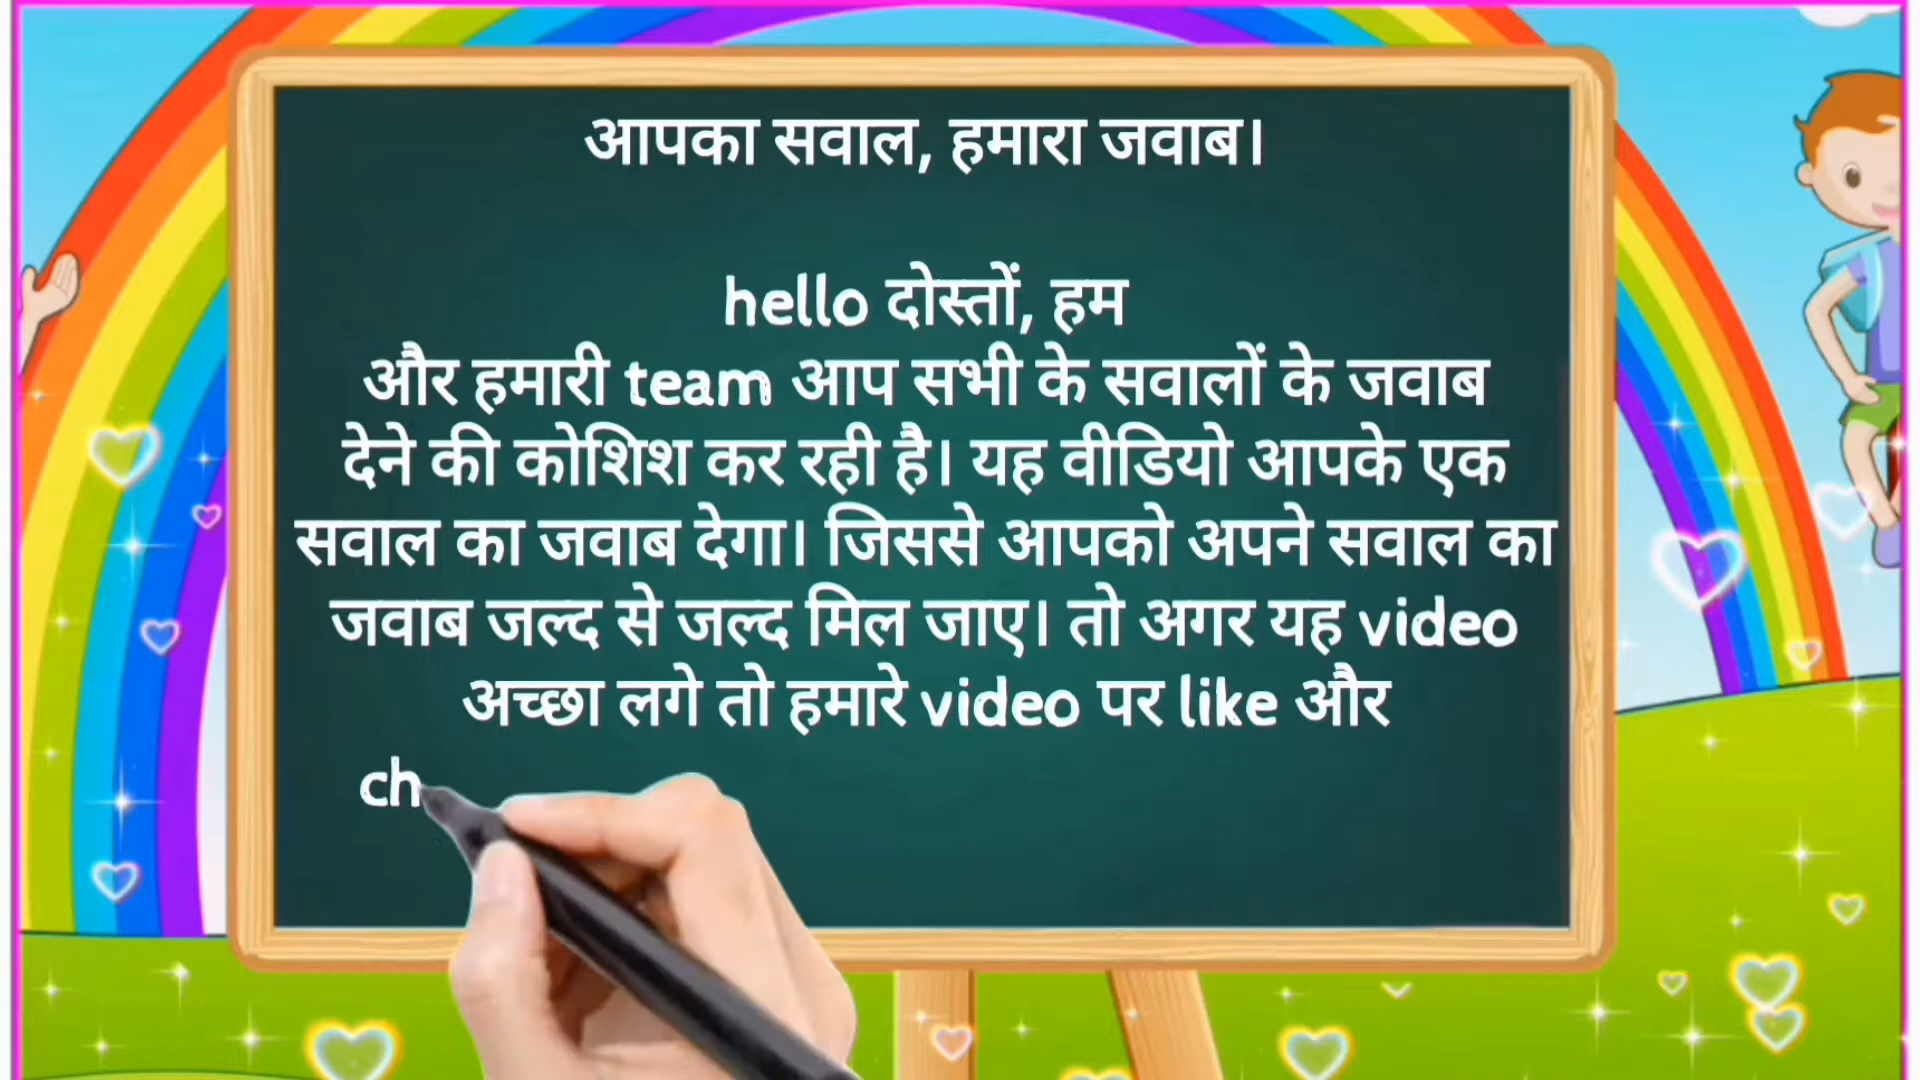 आपका सवाल, हमारा जवाब।
hello दोस्तों, हम
और हमारी team आप सभी के सवालों के जवाब
देने की कोशिश कर रही है। यह वीडियो आपके एक
सवाल का जवाब देगा। जिससे आपको अपने सवाल का
जवाब जल्द से जल्द मिल जाए। तो अगर यह video
अच्छा लगे तो हमारे video पर like और
ch